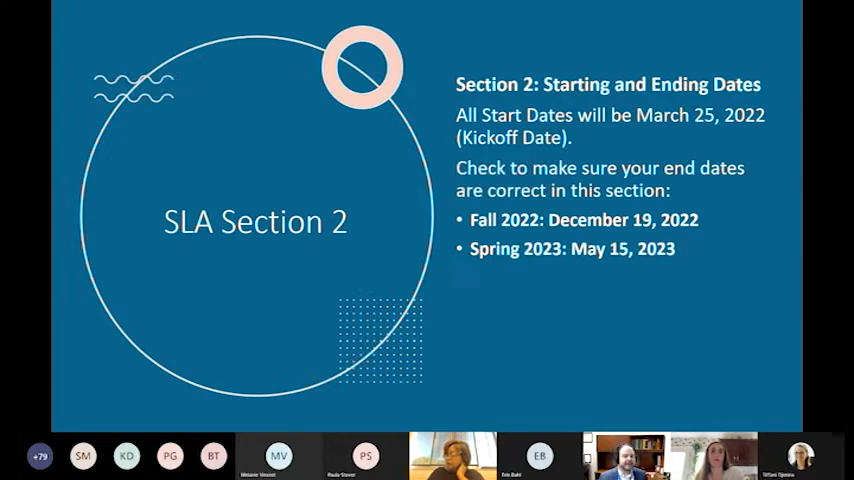 Section 2: Starting and Ending Dates
All Start Dates will be March 25, 2022
(Kickoff Date).
Check to make sure your end dates
are correct in this section:
• Fall 2022: December 19, 2022
• Spring 2023: May 15, 2023
SLA Section 2
+79
SM
KD
PG
BT
MV
PS
EB